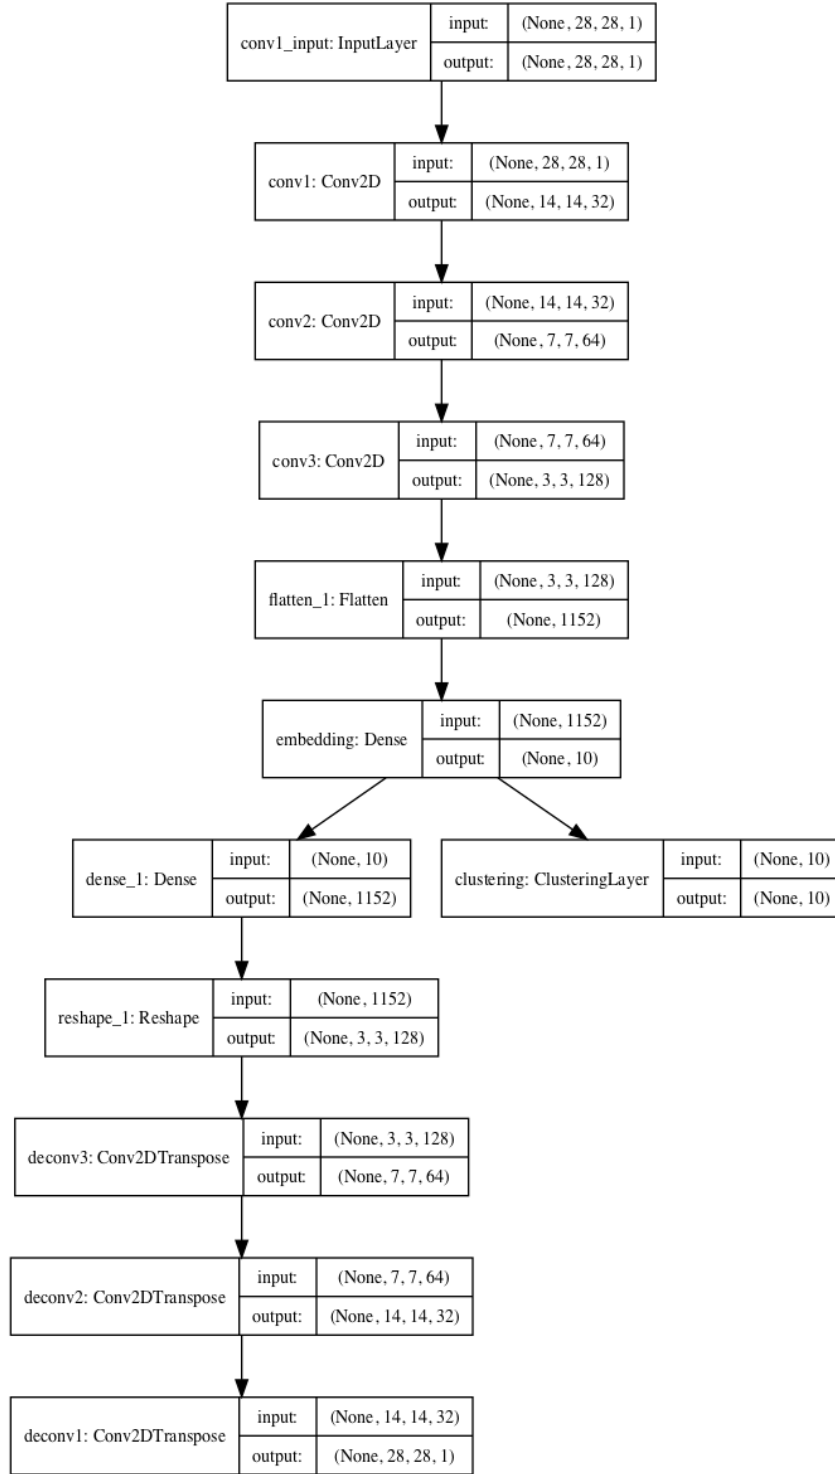 conv1_input: InputLayer
input: (None, 28, 28, 1)
output: (None, 28, 28, 1)
conv1: Conv2D
input: (None, 28, 28, 1)
output: (None, 14, 14, 32)
conv2: Conv2D
input: (None, 14, 14, 32)
output: (None, 7, 7, 64)
conv3: Conv2D
input: (None, 7, 7, 64)
output: (None, 3, 3, 128)
flatten_1: Flatten
input: (None, 3, 3, 128)
output: (None, 1152)
embedding: Dense
input: (None, 1152)
output: (None, 10)
dense_1: Dense
input: (None, 10)
output: (None, 1152)
clustering: ClusteringLayer
input: (None, 10)
output: (None, 10)
reshape_1: Reshape
input: (None, 1152)
output: (None, 3, 3, 128)
deconv3: Conv2DTranspose
input: (None, 3, 3, 128)
output: (None, 7, 7, 64)
deconv2: Conv2DTranspose
input: (None, 7, 7, 64)
output: (None, 14, 14, 32)
deconv1: Conv2DTranspose
input: (None, 14, 14, 32)
output: (None, 28, 28, 1)